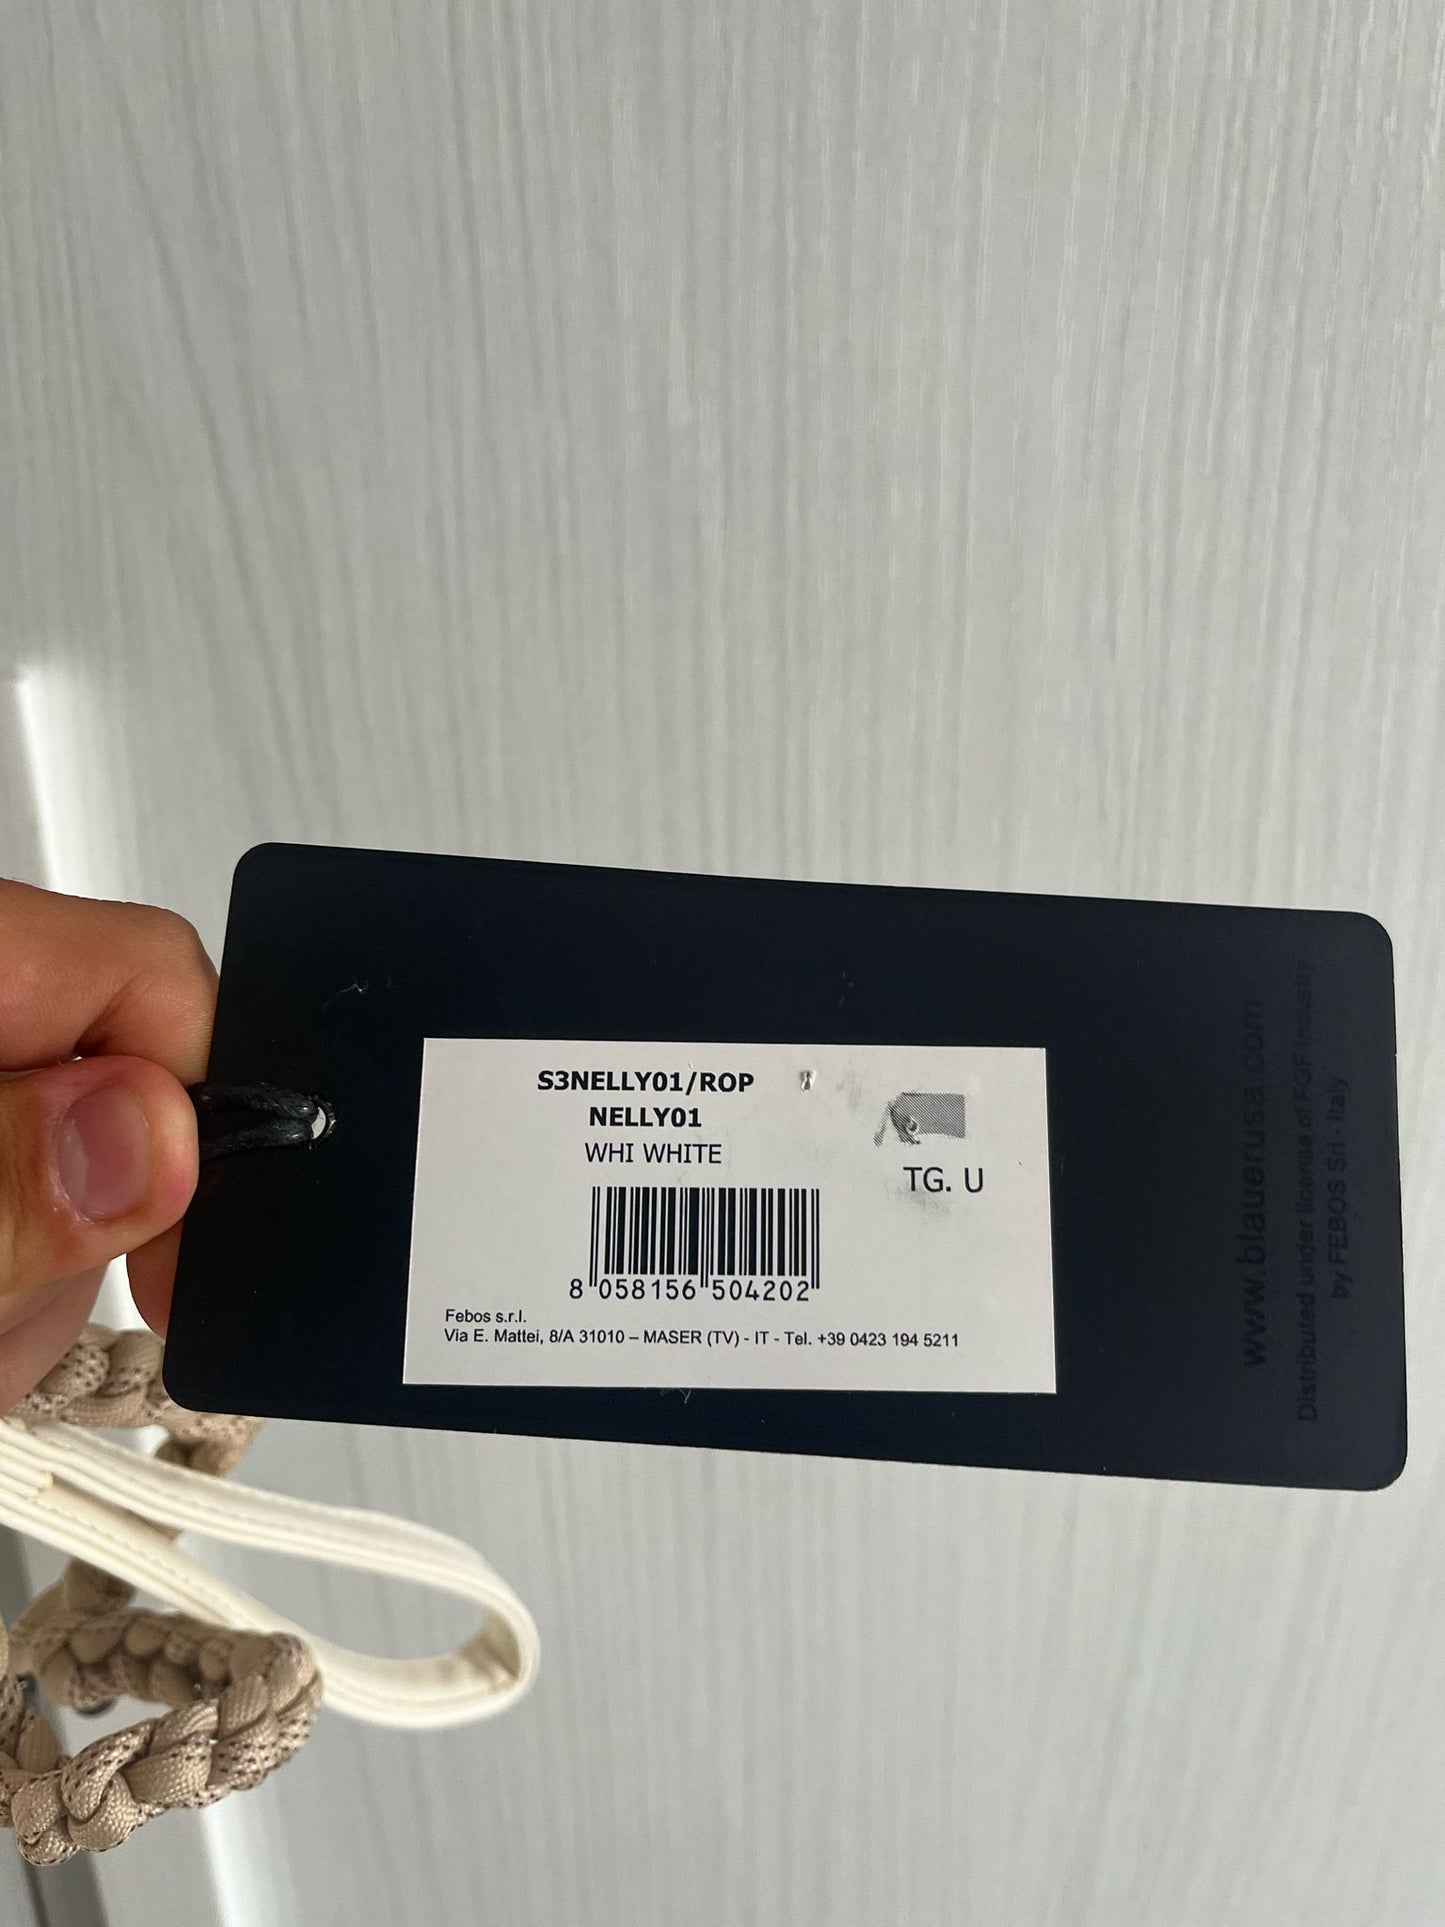 S3NELLY01/ROP
NELLY01
WHI WHITE
TG. U
8 058156 504202
Febos s.r.l.
Via E. Mattei, 8/A 31010 – MASER (TV) - IT - Tel. +39 0423 194 5211
www.blauerusa.com
Distributed under license of FGF Industry
by FEBOS Srl - Italy